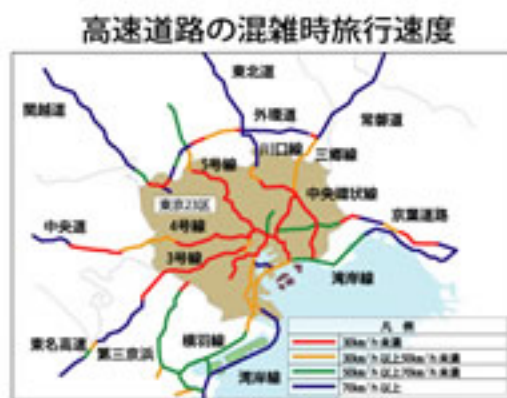 高速道路の混雑時旅行速度
東北道
関越道
外環道
常磐道
川口線
三郷線
5号線
中央環状線
東京23区
京葉道路
4号線
中央道
3号線
湾岸線
東名高速
第三京浜
横羽線
湾岸線
凡 例
30km/h未満
30km/h以上50km/h未満
50km/h以上70km/h未満
70km/h以上